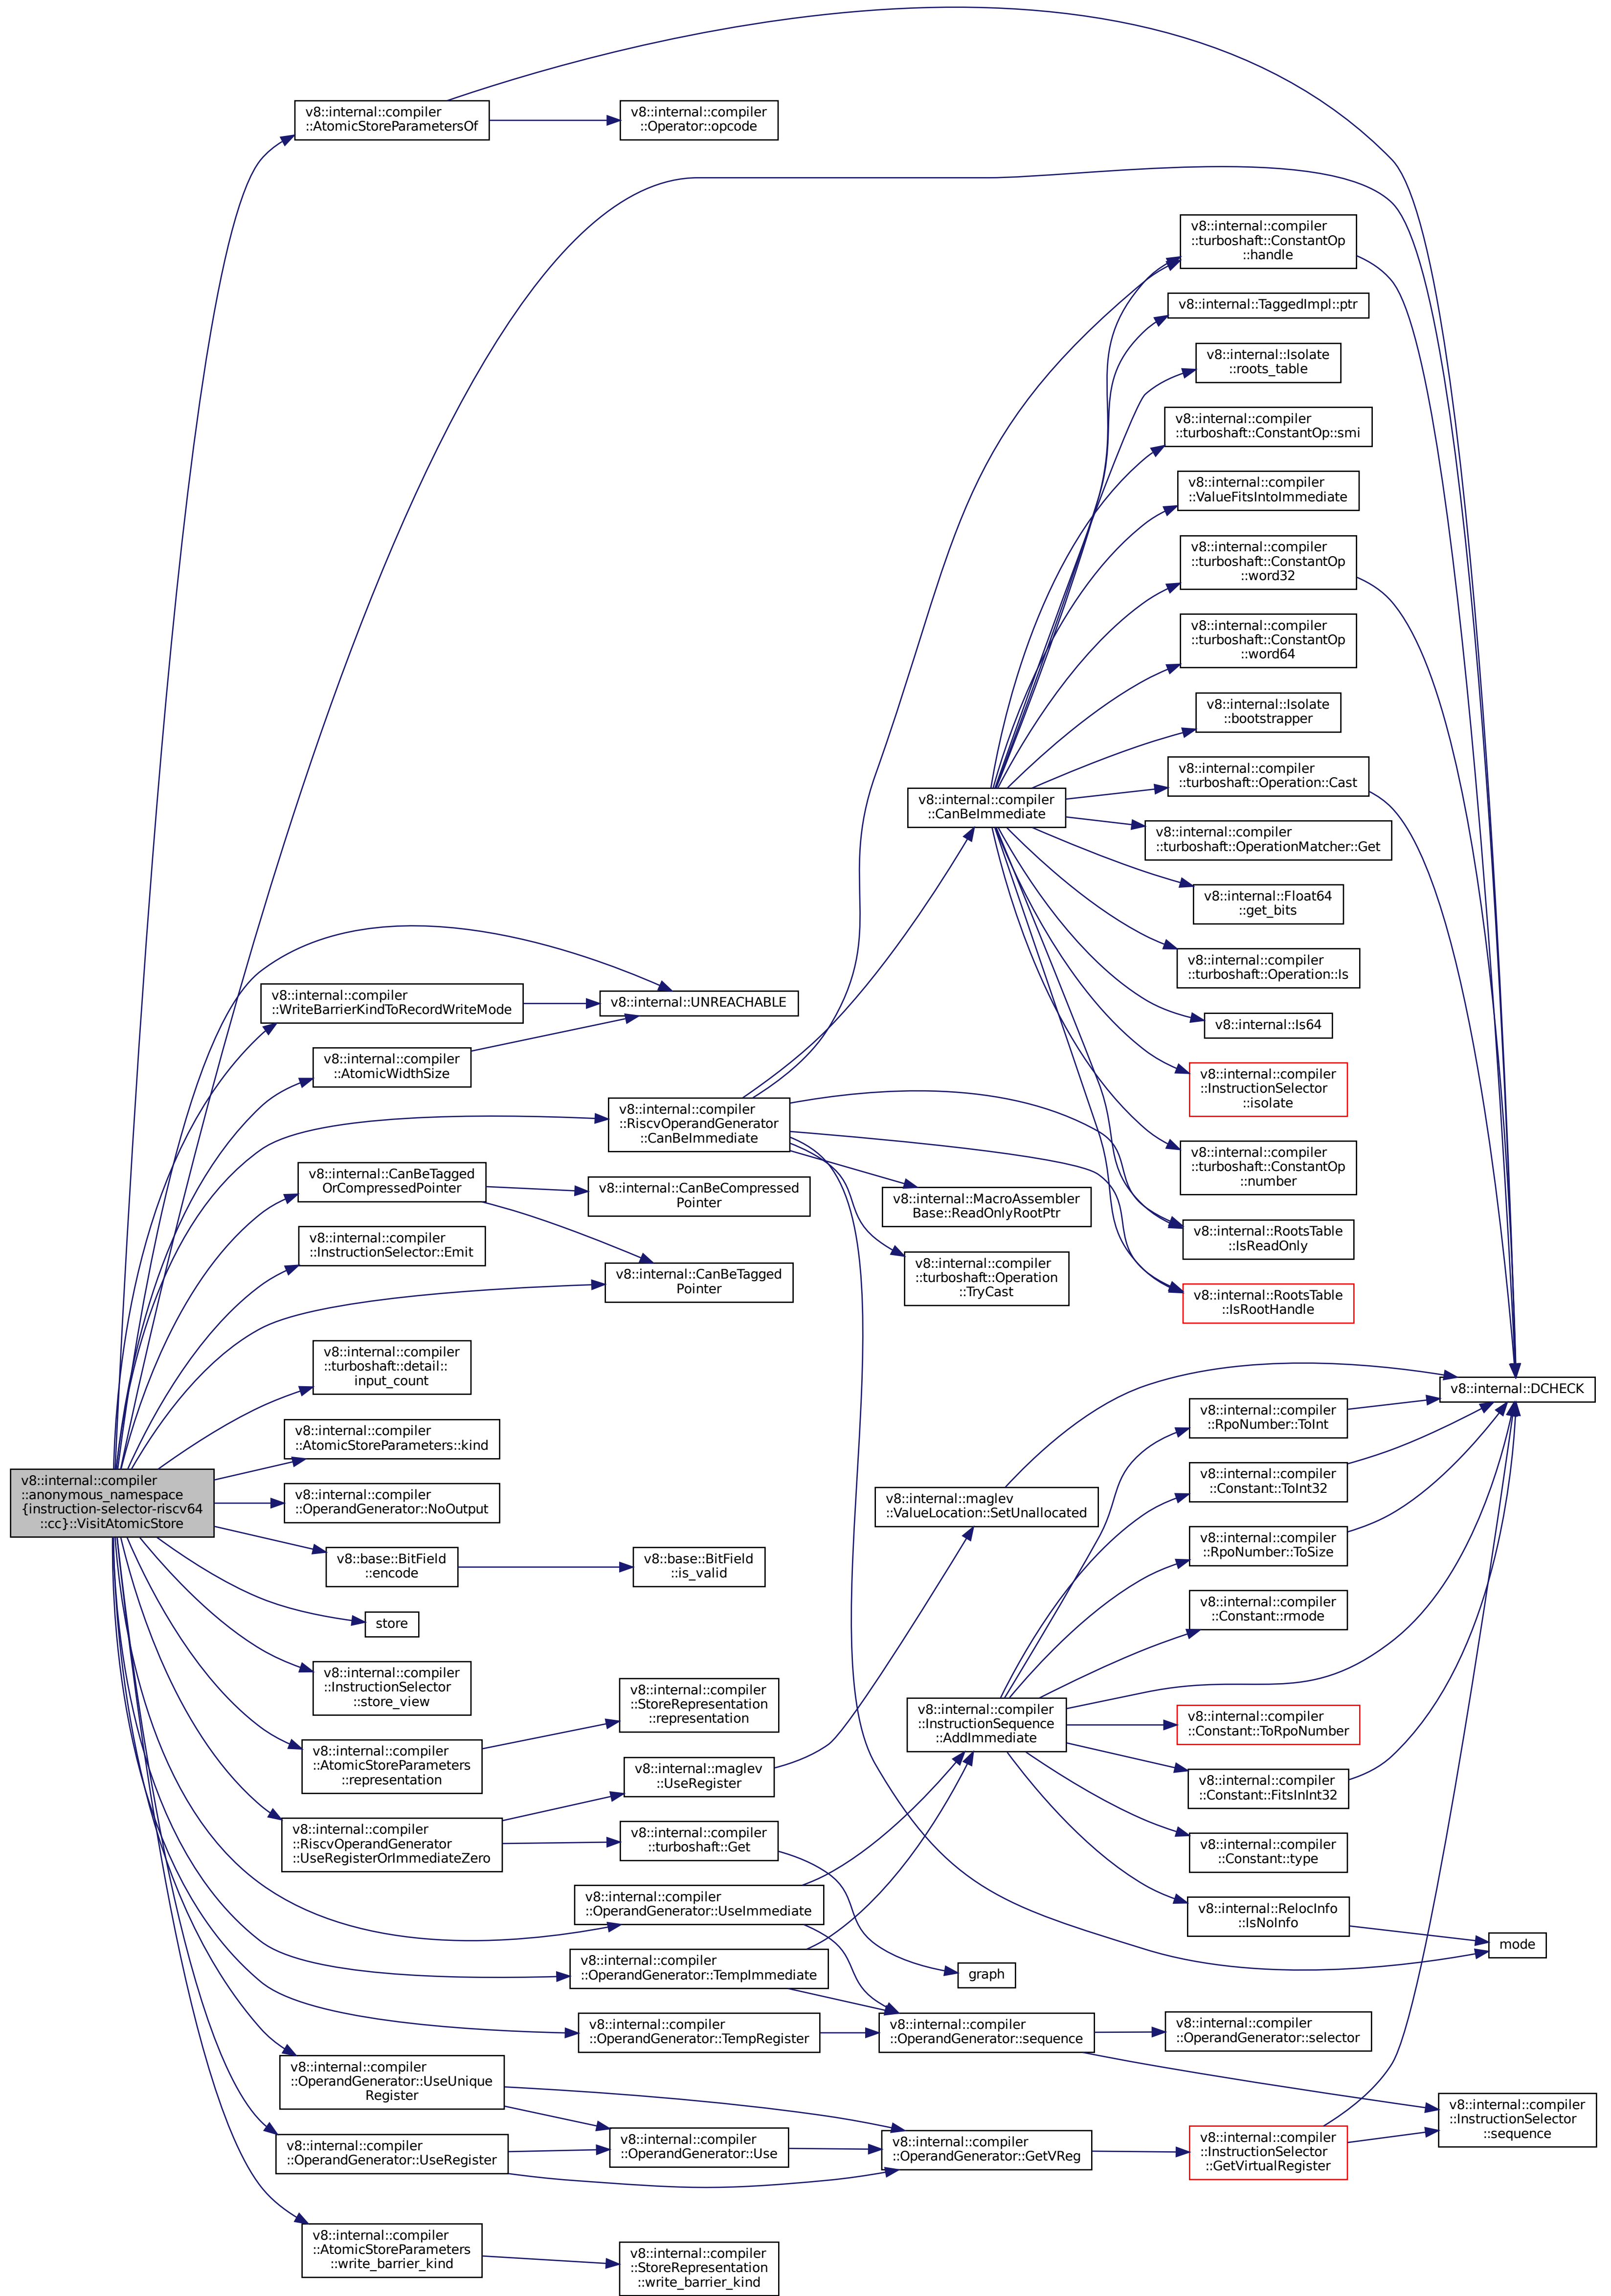 v8::internal::compiler
::AtomicStoreParametersOf
v8::internal::compiler
::Operator::opcode
v8::internal::compiler
::turboshaft::ConstantOp
::handle
v8::internal::TaggedImpl::ptr
v8::internal::Isolate
::roots_table
v8::internal::compiler
::turboshaft::ConstantOp::smi
v8::internal::compiler
::ValueFitsIntoImmediate
v8::internal::compiler
::turboshaft::ConstantOp
::word32
v8::internal::compiler
::turboshaft::ConstantOp
::word64
v8::internal::Isolate
::bootstrapper
v8::internal::compiler
::turboshaft::Operation::Cast
v8::internal::compiler
::CanBeImmediate
v8::internal::compiler
::turboshaft::OperationMatcher::Get
v8::internal::Float64
::get_bits
v8::internal::compiler
::turboshaft::Operation::Is
v8::internal::compiler
::WriteBarrierKindToRecordWriteMode
v8::internal::UNREACHABLE
v8::internal::Is64
v8::internal::compiler
::AtomicWidthSize
v8::internal::compiler
::InstructionSelector
::isolate
v8::internal::compiler
::RiscvOperandGenerator
::CanBeImmediate
v8::internal::compiler
::turboshaft::ConstantOp
::number
v8::internal::CanBeTagged
OrCompressedPointer
v8::internal::CanBeCompressed
Pointer
v8::internal::MacroAssembler
Base::ReadOnlyRootPtr
v8::internal::RootsTable
::IsReadOnly
v8::internal::compiler
::InstructionSelector::Emit
v8::internal::CanBeTagged
Pointer
v8::internal::compiler
::turboshaft::Operation
::TryCast
v8::internal::RootsTable
::IsRootHandle
v8::internal::compiler
::turboshaft::detail::
input_count
v8::internal::DCHECK
v8::internal::compiler
::RpoNumber::ToInt
v8::internal::compiler
::AtomicStoreParameters::kind
v8::internal::compiler
::anonymous_namespace
{instruction-selector-riscv64
::cc}::VisitAtomicStore
v8::internal::compiler
::OperandGenerator::NoOutput
v8::internal::maglev
::ValueLocation::SetUnallocated
v8::internal::compiler
::Constant::ToInt32
v8::base::BitField
::encode
v8::base::BitField
::is_valid
v8::internal::compiler
::RpoNumber::ToSize
store
v8::internal::compiler
::Constant::rmode
v8::internal::compiler
::InstructionSelector
::store_view
v8::internal::compiler
::StoreRepresentation
::representation
v8::internal::compiler
::InstructionSequence
::AddImmediate
v8::internal::compiler
::Constant::ToRpoNumber
v8::internal::compiler
::AtomicStoreParameters
::representation
v8::internal::maglev
::UseRegister
v8::internal::compiler
::Constant::FitsInInt32
v8::internal::compiler
::RiscvOperandGenerator
::UseRegisterOrImmediateZero
v8::internal::compiler
::turboshaft::Get
v8::internal::compiler
::Constant::type
v8::internal::compiler
::OperandGenerator::UseImmediate
v8::internal::RelocInfo
::IsNoInfo
mode
v8::internal::compiler
::OperandGenerator::TempImmediate
graph
v8::internal::compiler
::OperandGenerator::TempRegister
v8::internal::compiler
::OperandGenerator::sequence
v8::internal::compiler
::OperandGenerator::selector
v8::internal::compiler
::OperandGenerator::UseUnique
Register
v8::internal::compiler
::InstructionSelector
::sequence
v8::internal::compiler
::OperandGenerator::UseRegister
v8::internal::compiler
::OperandGenerator::Use
v8::internal::compiler
::OperandGenerator::GetVReg
v8::internal::compiler
::InstructionSelector
::GetVirtualRegister
v8::internal::compiler
::AtomicStoreParameters
::write_barrier_kind
v8::internal::compiler
::StoreRepresentation
::write_barrier_kind